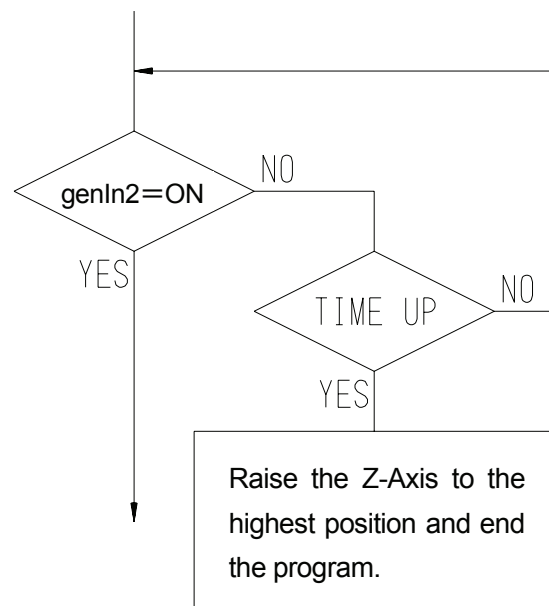 genIn2=ON
NO
YES
TIME UP
NO
YES
Raise the Z-Axis to the
highest position and end
the program.